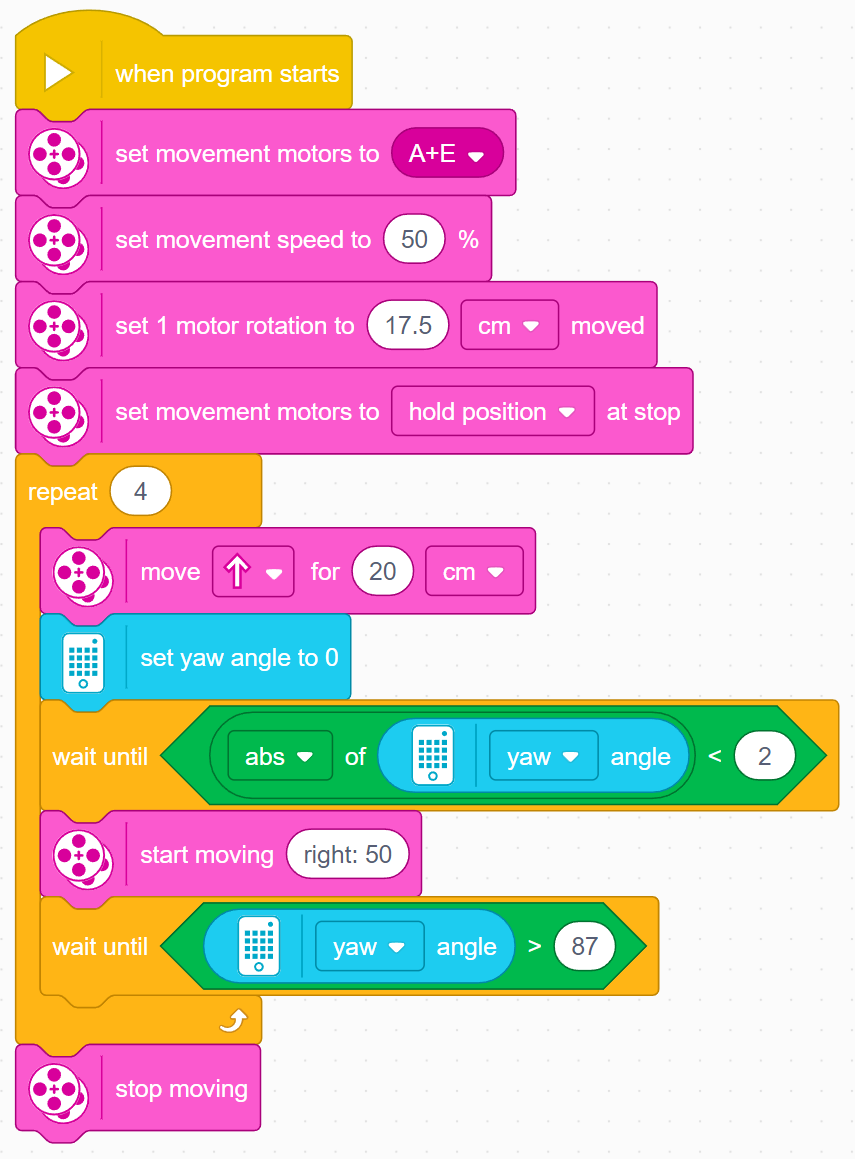 when program starts
set movement motors to A+E
set movement speed to 50 %
set 1 motor rotation to 17.5 cm moved
set movement motors to hold position at stop
repeat 4
move for 20 cm
set yaw angle to 0
wait until abs of yaw angle < 2
start moving right: 50
wait until yaw angle > 87
stop moving